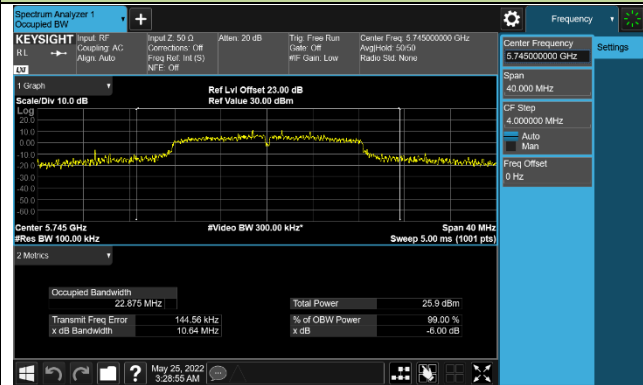 Spectrum Analyzer 1
Occupied BW
Frequency
KEYSIGHT
RL
LXI
Input: RF
Coupling: AC
Align: Auto
Input Z: 50 Ω
Corrections: Off
Freq Ref: Int (S)
NFE: Off
Atten: 20 dB
Trig: Free Run
Gate: Off
#IF Gain: Low
Center Freq: 5.745000000 GHz
Avg|Hold: 50/50
Radio Std: None
Center Frequency
5.745000000 GHz
Settings
Span
40.000 MHz
CF Step
4.000000 MHz
Auto
Man
Freq Offset
0 Hz
1 Graph
Scale/Div 10.0 dB
Ref Lvl Offset 23.00 dB
Ref Value 30.00 dBm
Log
20.0
10.0
0.00
-10.0
-20.0
-30.0
-40.0
-50.0
-60.0
Center 5.745 GHz
#Res BW 100.00 kHz
#Video BW 300.00 kHz*
Span 40 MHz
Sweep 5.00 ms (1001 pts)
2 Metrics
Occupied Bandwidth
22.875 MHz
Total Power 25.9 dBm
Transmit Freq Error 144.56 kHz
% of OBW Power 99.00 %
x dB Bandwidth 10.64 MHz
x dB -6.00 dB
May 25, 2022
3:28:55 AM